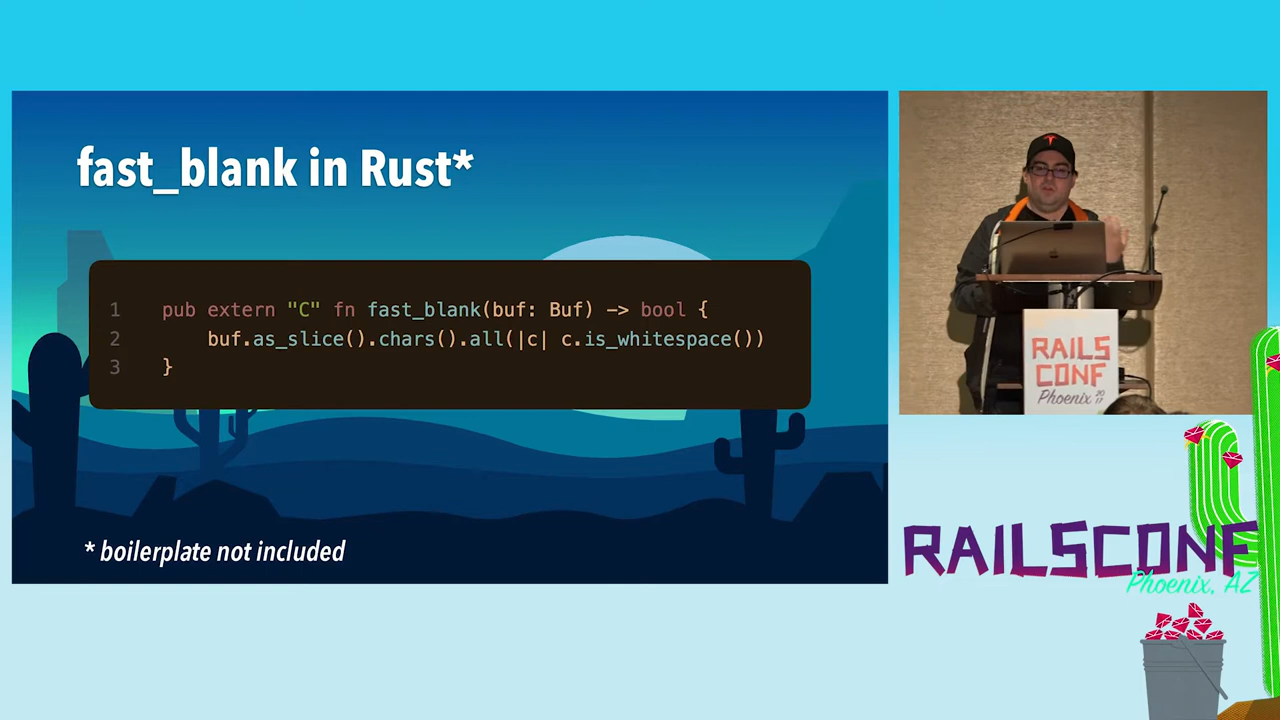 fast_blank in Rust*
1 pub extern "C" fn fast_blank(buf: Buf) -> bool {
2 buf.as_slice().chars().all(|c| c.is_whitespace())
3 }
* boilerplate not included
RAILS
CONF
Phoenix 2017
RAILSCONF
Phoenix, AZ